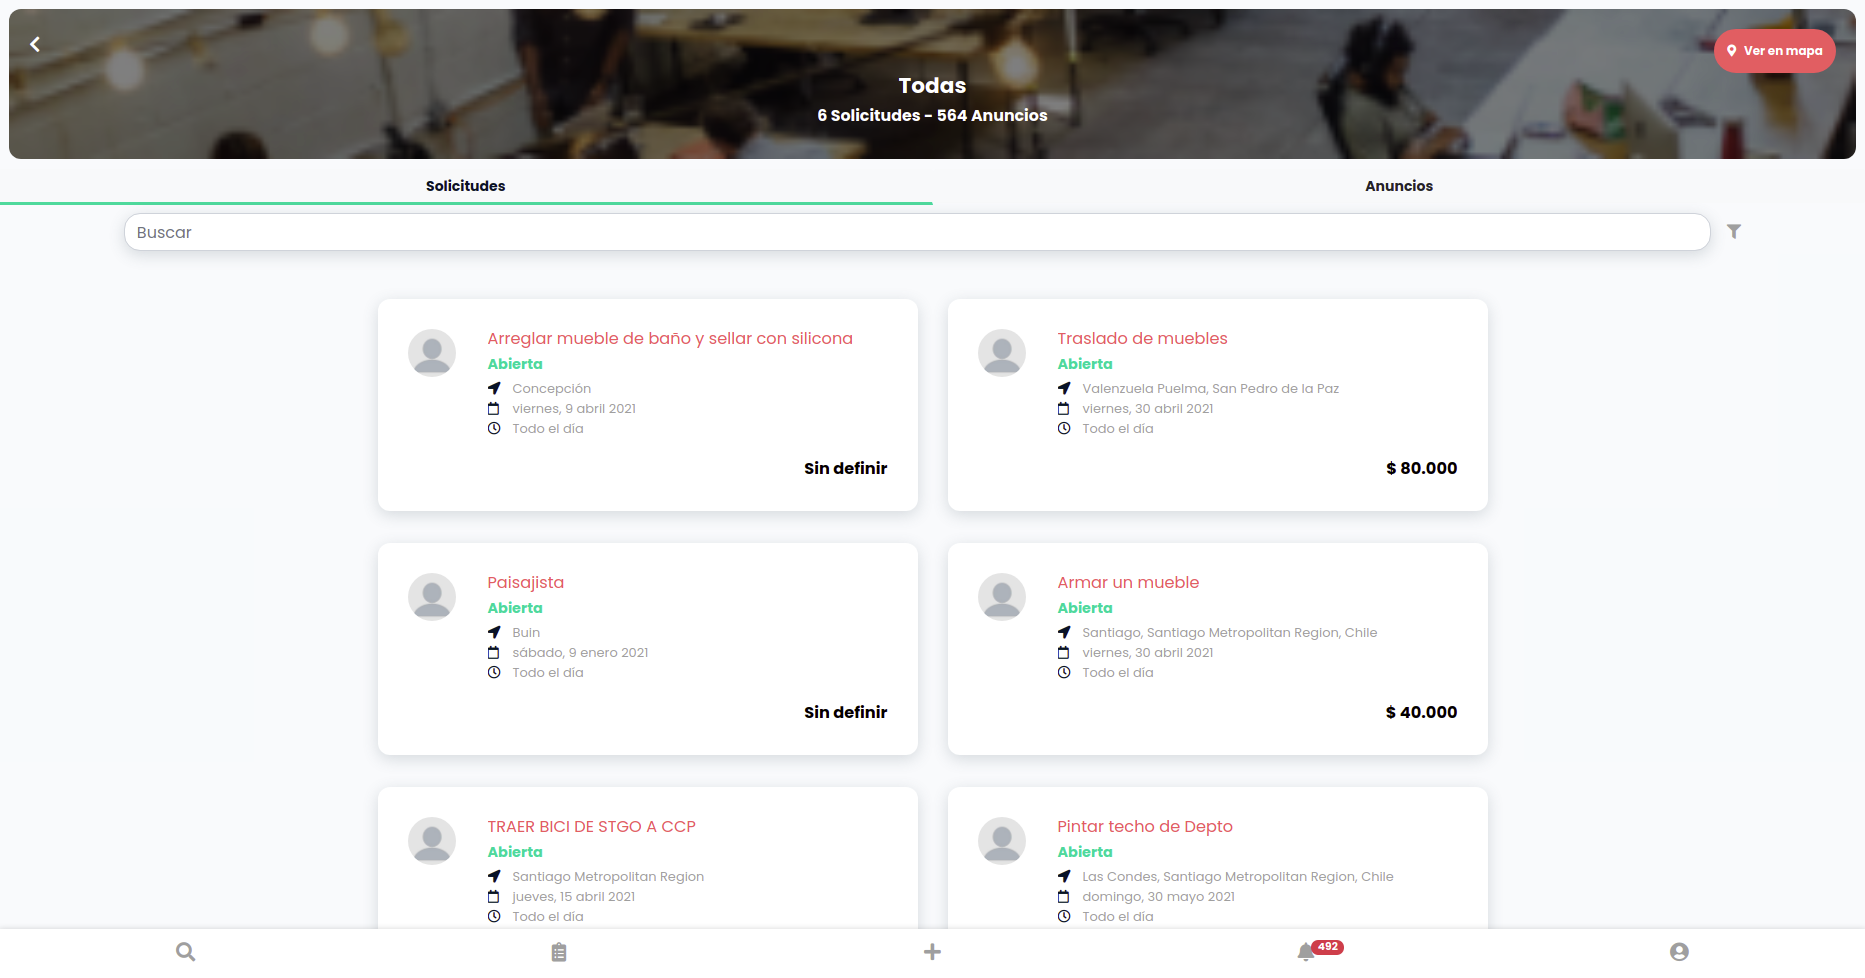 Ver en mapa
Todas
6 Solicitudes - 564 Anuncios
Solicitudes
Anuncios
Buscar
Arreglar mueble de baño y sellar con silicona
Abierta
Concepción
viernes, 9 abril 2021
Todo el día
Sin definir
Traslado de muebles
Abierta
Valenzuela Puelma, San Pedro de la Paz
viernes, 30 abril 2021
Todo el día
$ 80.000
Paisajista
Abierta
Buin
sábado, 9 enero 2021
Todo el día
Sin definir
Armar un mueble
Abierta
Santiago, Santiago Metropolitan Region, Chile
viernes, 30 abril 2021
Todo el día
$ 40.000
TRAER BICI DE STGO A CCP
Abierta
Santiago Metropolitan Region
jueves, 15 abril 2021
Todo el día
Pintar techo de Depto
Abierta
Las Condes, Santiago Metropolitan Region, Chile
domingo, 30 mayo 2021
Todo el día
492